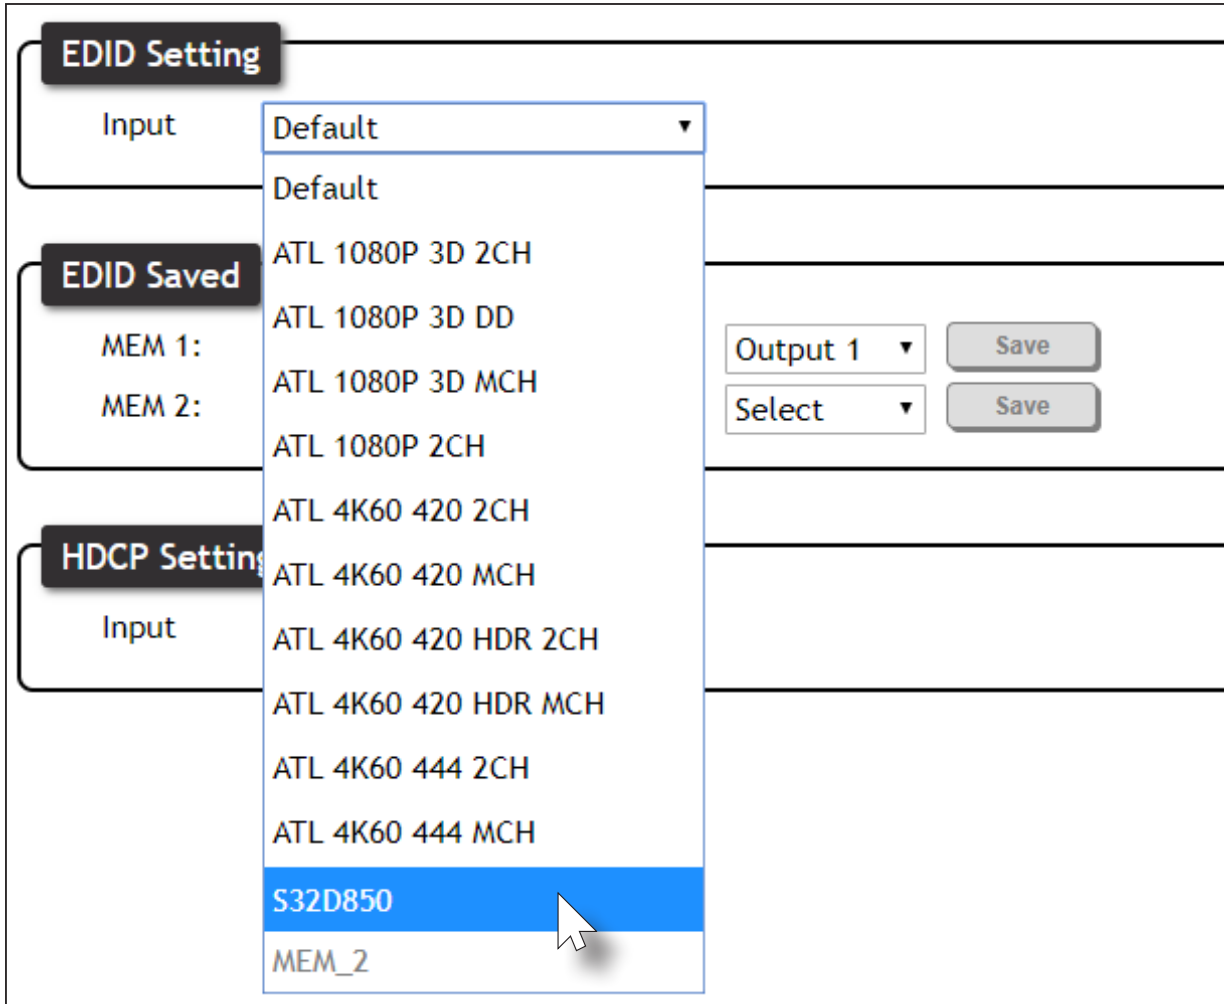 EDID Setting
Input
Default
Default
ATL 1080P 3D 2CH
EDID Saved
ATL 1080P 3D DD
MEM 1:
Output 1
Save
ATL 1080P 3D MCH
MEM 2:
Select
Save
ATL 1080P 2CH
ATL 4K60 420 2CH
HDCP Setting
ATL 4K60 420 MCH
Input
ATL 4K60 420 HDR 2CH
ATL 4K60 420 HDR MCH
ATL 4K60 444 2CH
ATL 4K60 444 MCH
S32D850
MEM_2